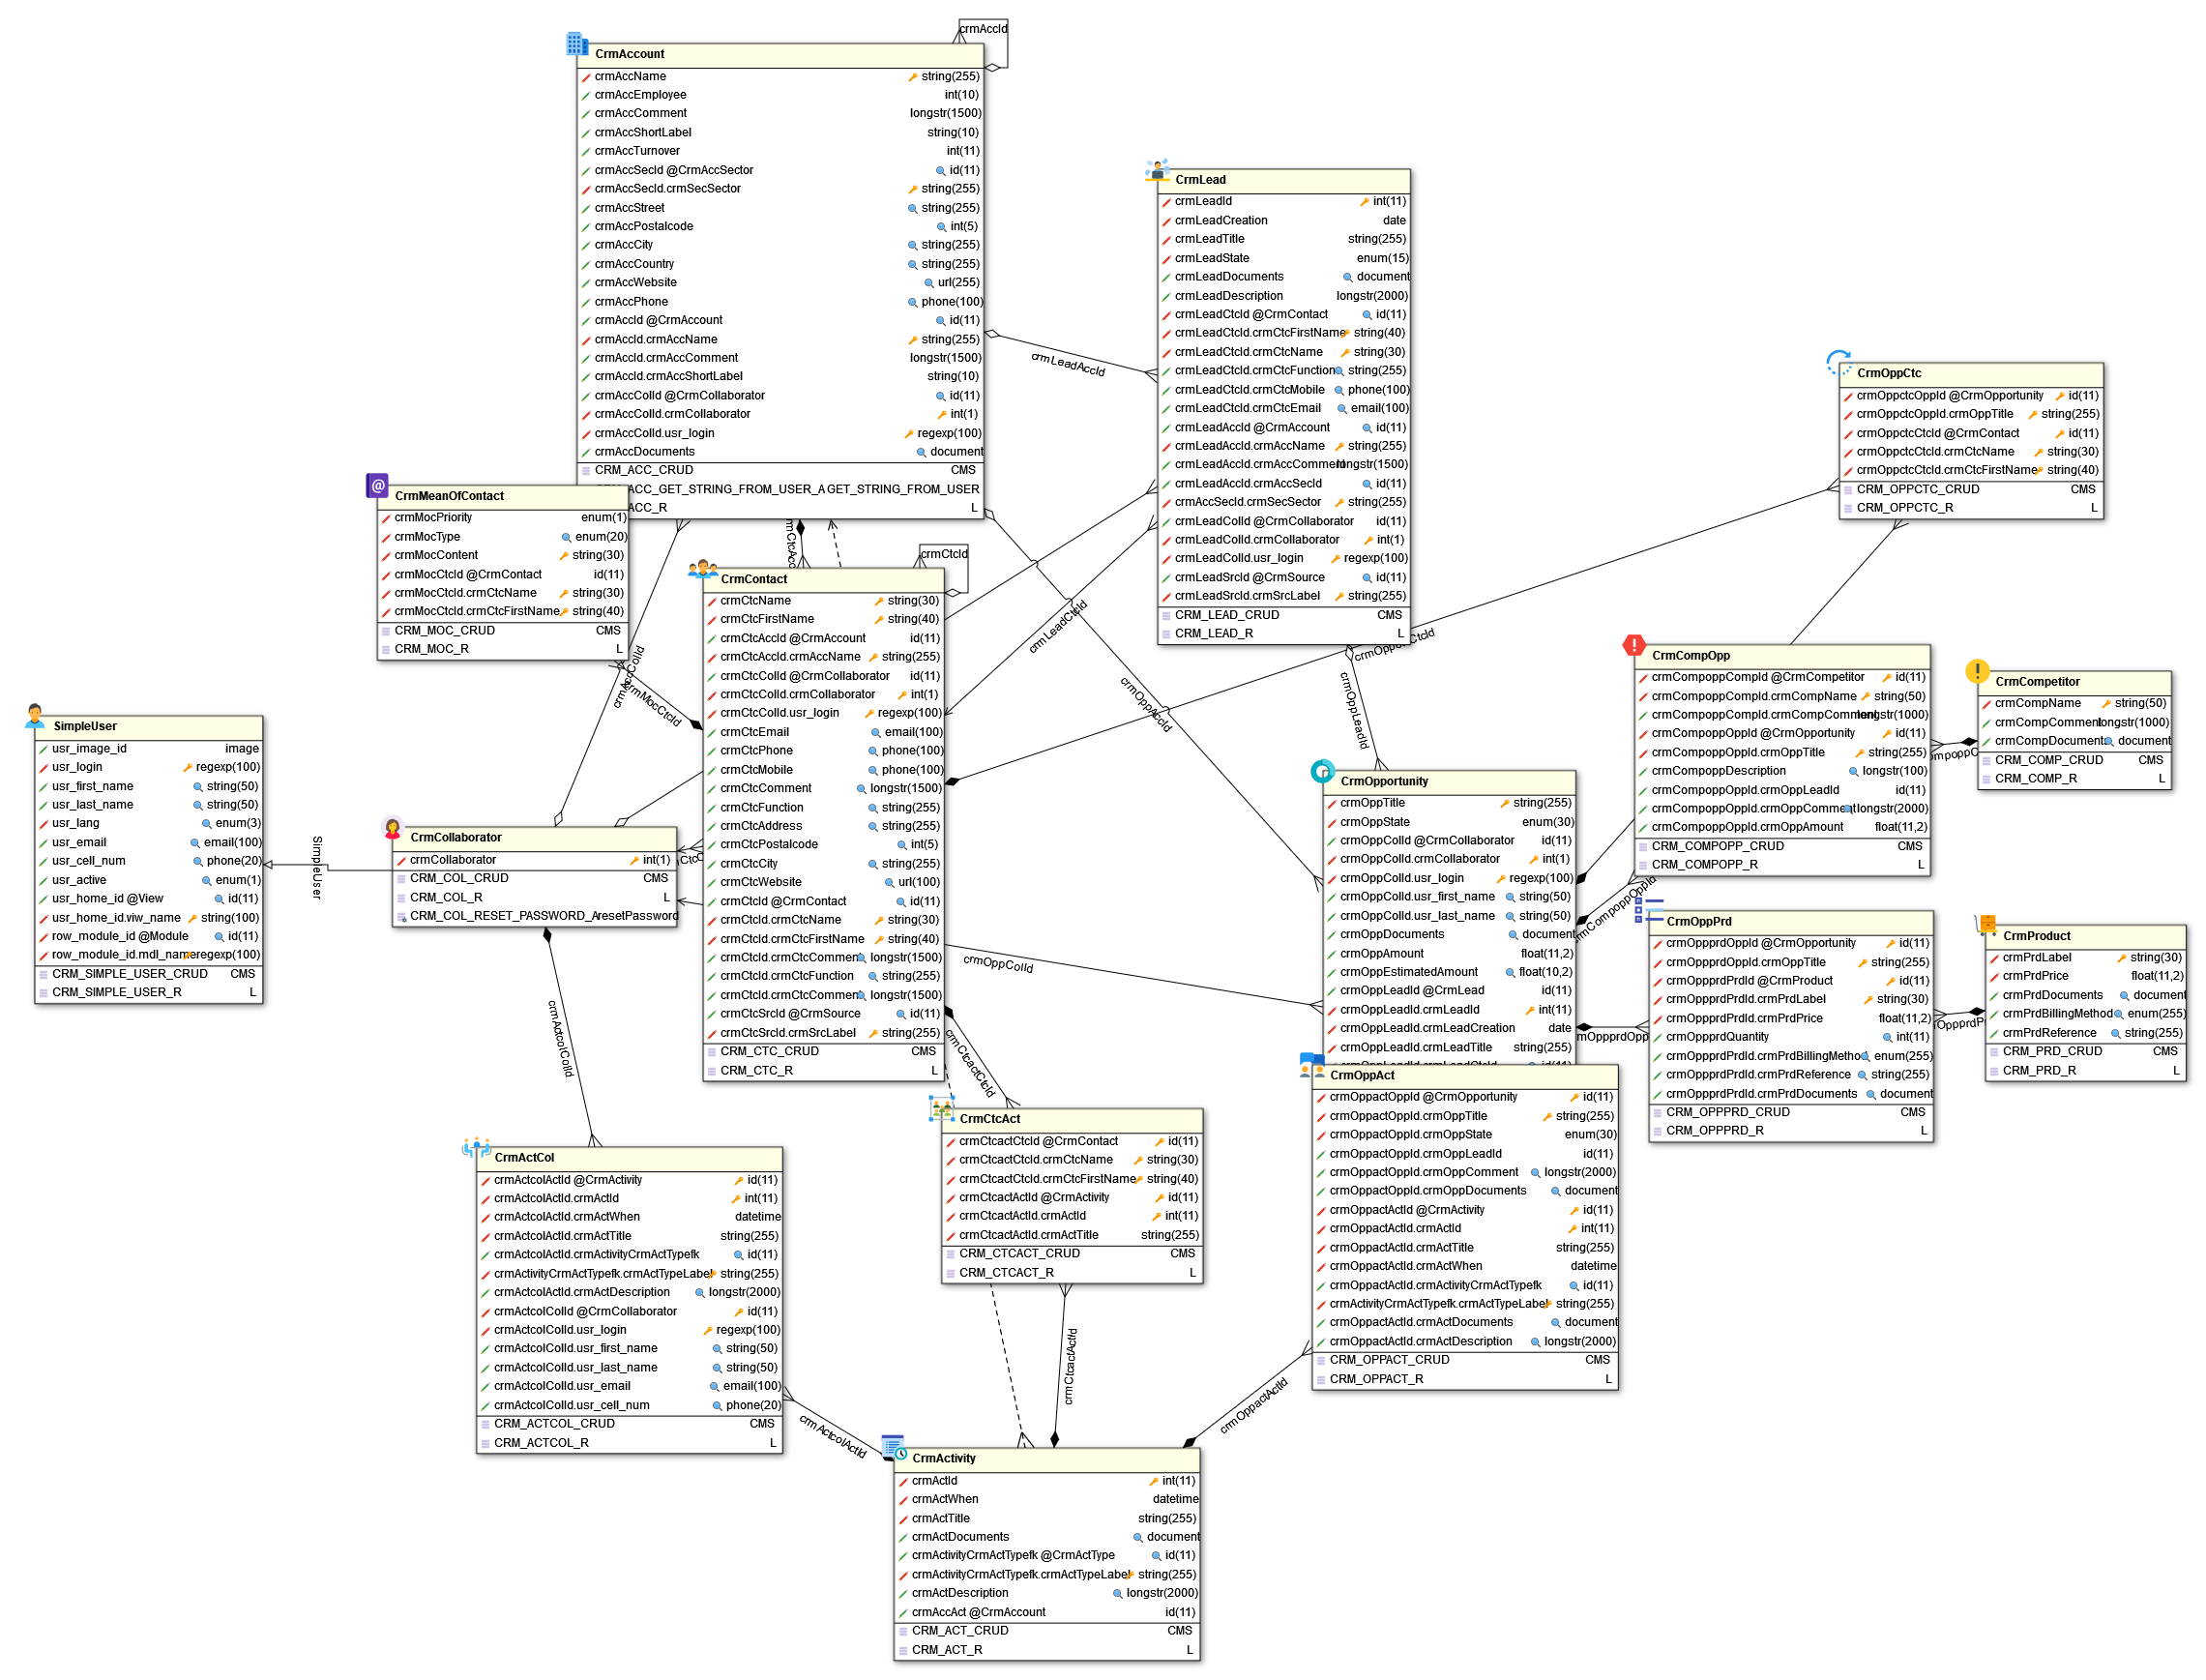 crmAccId
CrmAccount
crmAccName string(255)
crmAccEmployee int(10)
crmAccComment longstr(1500)
crmAccShortLabel string(10)
crmAccTurnover int(11)
crmAccSecId @CrmAccSector id(11)
crmAccSecId.crmSecSector string(255)
crmAccStreet string(255)
crmAccPostalcode int(5)
crmAccCity string(255)
crmAccCountry string(255)
crmAccWebsite url(255)
crmAccPhone phone(100)
crmAccId @CrmAccount id(11)
crmAccId.crmAccName string(255)
crmAccId.crmAccComment longstr(1500)
crmAccId.crmAccShortLabel string(10)
crmAccColId @CrmCollaborator id(11)
crmAccColId.crmCollaborator int(1)
crmAccColId.usr_login regexp(100)
crmAccDocuments document
CRM_ACC_CRUD CMS
ACC_GET_STRING_FROM_USER_A GET_STRING_FROM_USER
ACC_R L
CrmLead
crmLeadId int(11)
crmLeadCreation date
crmLeadTitle string(255)
crmLeadState enum(15)
crmLeadDocuments document
crmLeadDescription longstr(2000)
crmLeadCtcId @CrmContact id(11)
crmLeadCtcId.crmCtcFirstName string(40)
crmLeadCtcId.crmCtcName string(30)
crmLeadCtcId.crmCtcFunction string(255)
crmLeadCtcId.crmCtcMobile phone(100)
crmLeadCtcId.crmCtcEmail email(100)
crmLeadAccId @CrmAccount id(11)
crmLeadAccId.crmAccName string(255)
crmLeadAccId.crmAccComment longstr(1500)
crmLeadAccId.crmAccSecId id(11)
crmAccSecId.crmSecSector string(255)
crmLeadColId @CrmCollaborator id(11)
crmLeadColId.crmCollaborator int(1)
crmLeadColId.usr_login regexp(100)
crmLeadSrcId @CrmSource id(11)
crmLeadSrcId.crmSrcLabel string(255)
CRM_LEAD_CRUD CMS
CRM_LEAD_R L
crmLeadAccId
CrmOppCtc
crmOppctcOppId @CrmOpportunity id(11)
crmOppctcOppId.crmOppTitle string(255)
crmOppctcCtcId @CrmContact id(11)
crmOppctcCtcId.crmCtcName string(30)
crmOppctcCtcId.crmCtcFirstName string(40)
CRM_OPPCTC_CRUD CMS
CRM_OPPCTC_R L
CrmMeanOfContact
crmMocPriority enum(1)
crmMocType enum(20)
crmMocContent string(30)
crmMocCtcId @CrmContact id(11)
crmMocCtcId.crmCtcName string(30)
crmMocCtcId.crmCtcFirstName string(40)
CRM_MOC_CRUD CMS
CRM_MOC_R L
crmCtcId
CrmContact
crmCtcName string(30)
crmCtcFirstName string(40)
crmCtcAccId @CrmAccount id(11)
crmCtcAccId.crmAccName string(255)
crmCtcColId @CrmCollaborator id(11)
crmCtcColId.crmCollaborator int(1)
crmCtcColId.usr_login regexp(100)
crmCtcEmail email(100)
crmCtcPhone phone(100)
crmCtcMobile phone(100)
crmCtcComment longstr(1500)
crmCtcFunction string(255)
crmCtcAddress string(255)
crmCtcPostalcode int(5)
crmCtcCity string(255)
crmCtcWebsite url(100)
crmCtcId @CrmContact id(11)
crmCtcId.crmCtcName string(30)
crmCtcId.crmCtcFirstName string(40)
crmCtcId.crmCtcComment longstr(1500)
crmCtcId.crmCtcFunction string(255)
crmCtcId.crmCtcComment longstr(1500)
crmCtcSrcId @CrmSource id(11)
crmCtcSrcId.crmSrcLabel string(255)
CRM_CTC_CRUD CMS
CRM_CTC_R L
crmMocCtcId
crmLeadCtcId
crmOppAccId
crmOppLeadId
crmOppColId
SimpleUser
usr_image_id image
usr_login regexp(100)
usr_first_name string(50)
usr_last_name string(50)
usr_lang enum(3)
usr_email email(100)
usr_cell_num phone(20)
usr_active enum(1)
usr_home_id @View id(11)
usr_home_id.viw_name string(100)
row_module_id @Module id(11)
row_module_id.mdl_name regexp(100)
CRM_SIMPLE_USER_CRUD CMS
CRM_SIMPLE_USER_R L
SimpleUser
CrmCollaborator
crmCollaborator int(1)
CRM_COL_CRUD CMS
CRM_COL_R L
CRM_COL_RESET_PASSWORD_A resetPassword
CrmCompOpp
crmCompoppCompId @CrmCompetitor id(11)
crmCompoppCompId.crmCompName string(50)
crmCompoppCompId.crmCompComment longstr(1000)
crmCompoppOppId @CrmOpportunity id(11)
crmCompoppOppId.crmOppTitle string(255)
crmCompoppDescription longstr(100)
crmCompoppOppId.crmOppLeadId id(11)
crmCompoppOppId.crmOppComment longstr(2000)
crmCompoppOppId.crmOppAmount float(11,2)
CRM_COMPOPP_CRUD CMS
CRM_COMPOPP_R L
CrmCompetitor
crmCompName string(50)
crmCompComment longstr(1000)
crmCompDocuments document
CRM_COMP_CRUD CMS
CRM_COMP_R L
CrmOpportunity
crmOppTitle string(255)
crmOppState enum(30)
crmOppColId @CrmCollaborator id(11)
crmOppColId.crmCollaborator int(1)
crmOppColId.usr_login regexp(100)
crmOppColId.usr_first_name string(50)
crmOppColId.usr_last_name string(50)
crmOppDocuments document
crmOppAmount float(11,2)
crmOppEstimatedAmount float(10,2)
crmOppLeadId @CrmLead id(11)
crmOppLeadId.crmLeadId int(11)
crmOppLeadId.crmLeadCreation date
crmOppLeadId.crmLeadTitle string(255)
crmCompoppOppId
CrmOppPrd
crmOppprdOppId @CrmOpportunity id(11)
crmOppprdOppId.crmOppTitle string(255)
crmOppprdPrdId @CrmProduct id(11)
crmOppprdPrdId.crmPrdLabel string(30)
crmOppprdPrdId.crmPrdPrice float(11,2)
crmOppprdQuantity int(11)
crmOppprdPrdId.crmPrdBillingMethod enum(255)
crmOppprdPrdId.crmPrdReference string(255)
crmOppprdPrdId.crmPrdDocuments document
CRM_OPPPRD_CRUD CMS
CRM_OPPPRD_R L
CrmProduct
crmPrdLabel string(30)
crmPrdPrice float(11,2)
crmPrdDocuments document
crmPrdBillingMethod enum(255)
crmPrdReference string(255)
CRM_PRD_CRUD CMS
CRM_PRD_R L
CrmOppAct
crmOppactOppId @CrmOpportunity id(11)
crmOppactOppId.crmOppTitle string(255)
crmOppactOppId.crmOppState enum(30)
crmOppactOppId.crmOppLeadId id(11)
crmOppactOppId.crmOppComment longstr(2000)
crmOppactOppId.crmOppDocuments document
crmOppactActId @CrmActivity id(11)
crmOppactActId.crmActId int(11)
crmOppactActId.crmActTitle string(255)
crmOppactActId.crmActWhen datetime
crmOppactActId.crmActivityCrmActTypefk id(11)
crmActivityCrmActTypefk.crmActTypeLabel string(255)
crmOppactActId.crmActDocuments document
crmOppactActId.crmActDescription longstr(2000)
CRM_OPPACT_CRUD CMS
CRM_OPPACT_R L
crmActcolColId
crmCtcactCtcId
CrmCtcAct
crmCtcactCtcId @CrmContact id(11)
crmCtcactCtcId.crmCtcName string(30)
crmCtcactCtcId.crmCtcFirstName string(40)
crmCtcactActId @CrmActivity id(11)
crmCtcactActId.crmActId int(11)
crmCtcactActId.crmActTitle string(255)
CRM_CTCACT_CRUD CMS
CRM_CTCACT_R L
CrmActCol
crmActcolActId @CrmActivity id(11)
crmActcolActId.crmActId int(11)
crmActcolActId.crmActWhen datetime
crmActcolActId.crmActTitle string(255)
crmActcolActId.crmActivityCrmActTypefk id(11)
crmActivityCrmActTypefk.crmActTypeLabel string(255)
crmActcolActId.crmActDescription longstr(2000)
crmActcolColId @CrmCollaborator id(11)
crmActcolColId.usr_login regexp(100)
crmActcolColId.usr_first_name string(50)
crmActcolColId.usr_last_name string(50)
crmActcolColId.usr_email email(100)
crmActcolColId.usr_cell_num phone(20)
CRM_ACTCOL_CRUD CMS
CRM_ACTCOL_R L
crmActcolActId
crmCtcactActId
crmOppactActId
CrmActivity
crmActId int(11)
crmActWhen datetime
crmActTitle string(255)
crmActDocuments document
crmActivityCrmActTypefk @CrmActType id(11)
crmActivityCrmActTypefk.crmActTypeLabel string(255)
crmActDescription longstr(2000)
crmAccAct @CrmAccount id(11)
CRM_ACT_CRUD CMS
CRM_ACT_R L